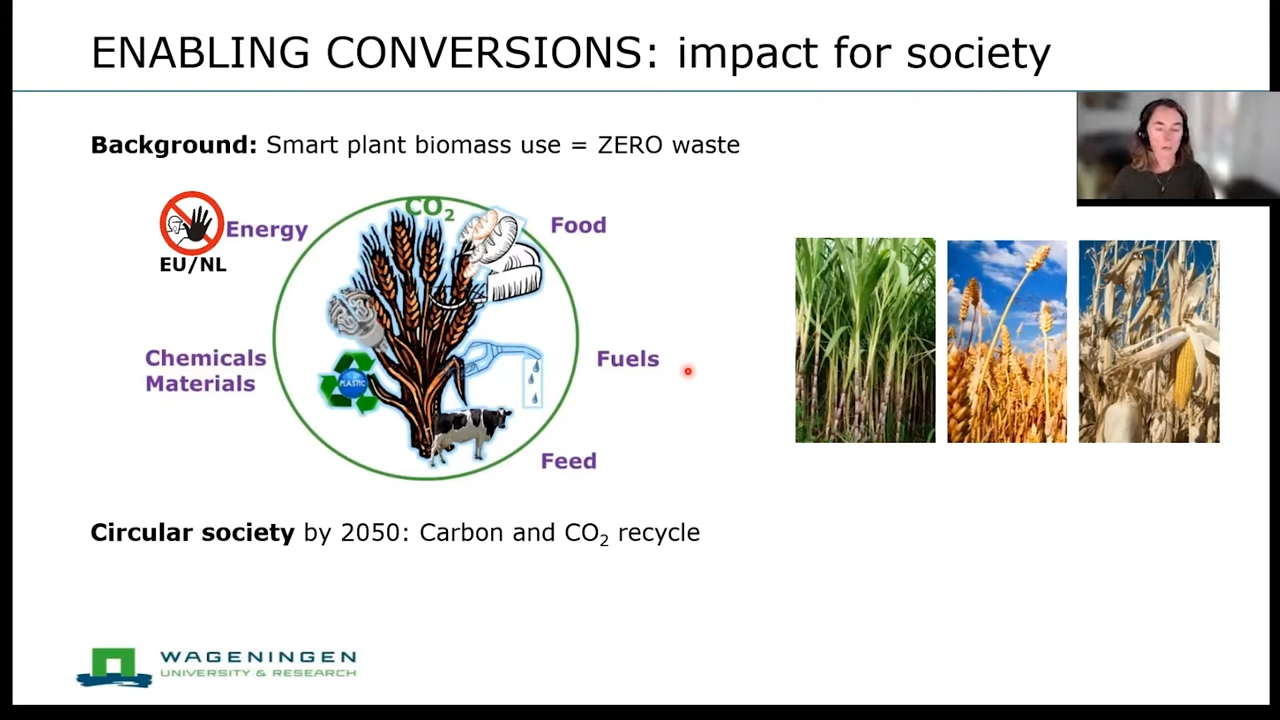 ENABLING CONVERSIONS: impact for society
Background: Smart plant biomass use = ZERO waste
CO₂
Energy
Food
EU/NL
Chemicals
Materials
Fuels
PLASTIC
Feed
Circular society by 2050: Carbon and CO₂ recycle
WAGENINGEN
UNIVERSITY & RESEARCH